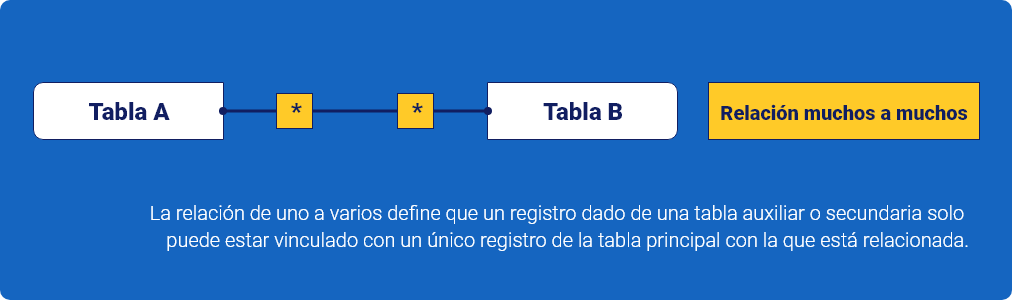 Tabla A
*
*
Tabla B
Relación muchos a muchos
La relación de uno a varios define que un registro dado de una tabla auxiliar o secundaria solo
puede estar vinculado con un único registro de la tabla principal con la que está relacionada.